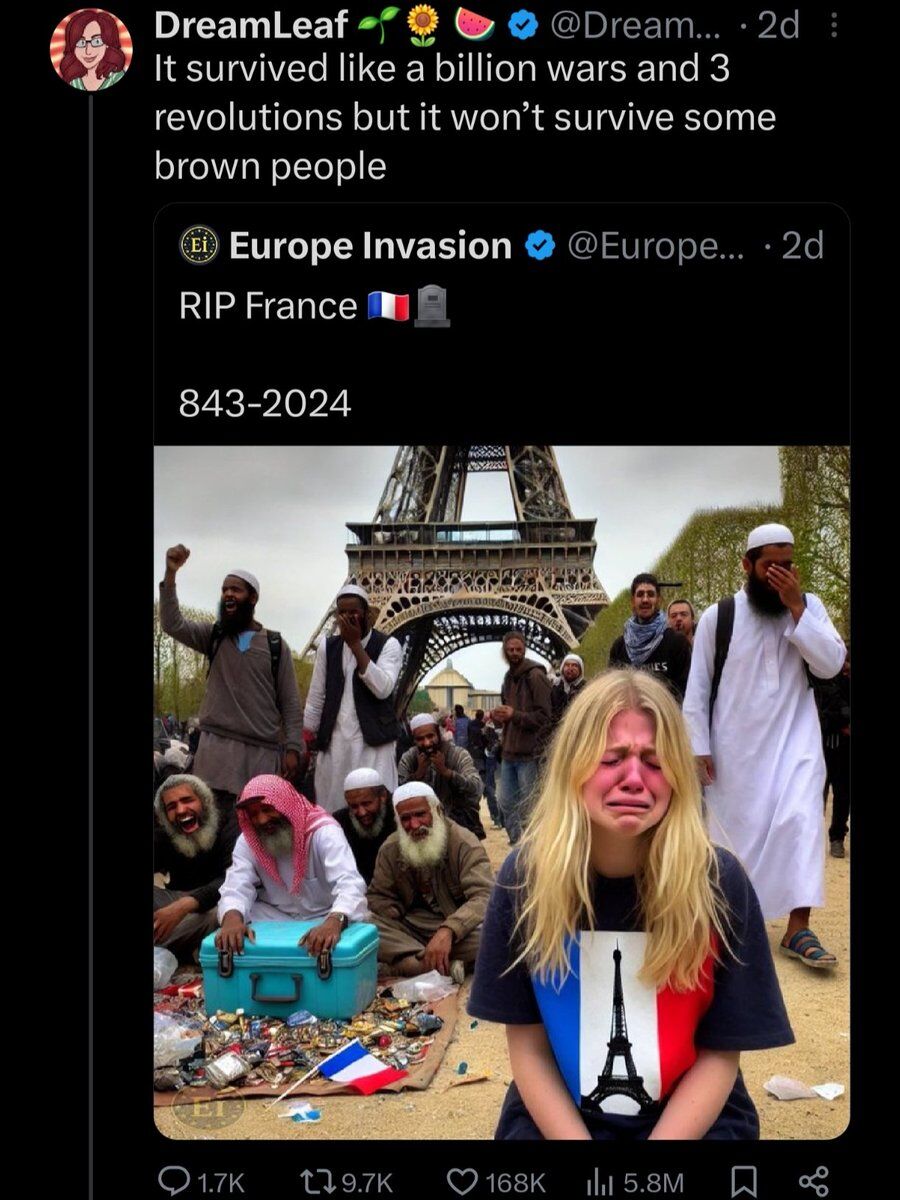 DreamLeaf 🌱🌻🍉 @Dream... · 2d
It survived like a billion wars and 3
revolutions but it won’t survive some
brown people
Ei Europe Invasion @Europe... · 2d
RIP France 🇫🇷🪦
843-2024
EI
1.7K 9.7K 168K 5.8M